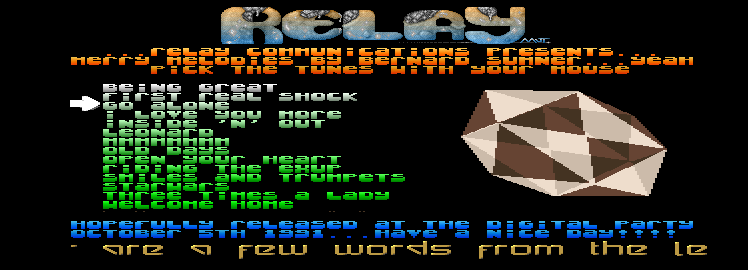 RELAY
...RELAY COMMUNICATIONS PRESENTS...
MERRY MELODIES BY BERNARD SUMNER...YEAH
PICK THE TUNES WITH YOUR MOUSE
BEING GREAT
FIRST REAL SHOCK
GO ALONE
I LOVE YOU MORE
INSIDE 'N' OUT
LEONARD
MMMMMMM
OLD DAYS
OPEN YOUR HEART
RIDING THE EXUP
SMILES AND TRUMPETS
STARWARS
THREE TIMES A LADY
WELCOME HOME
HOPEFULLY RELEASED AT THE DIGITAL PARTY
OCTOBER 5TH 1991...HAVE A NICE DAY????
are a few words from the le